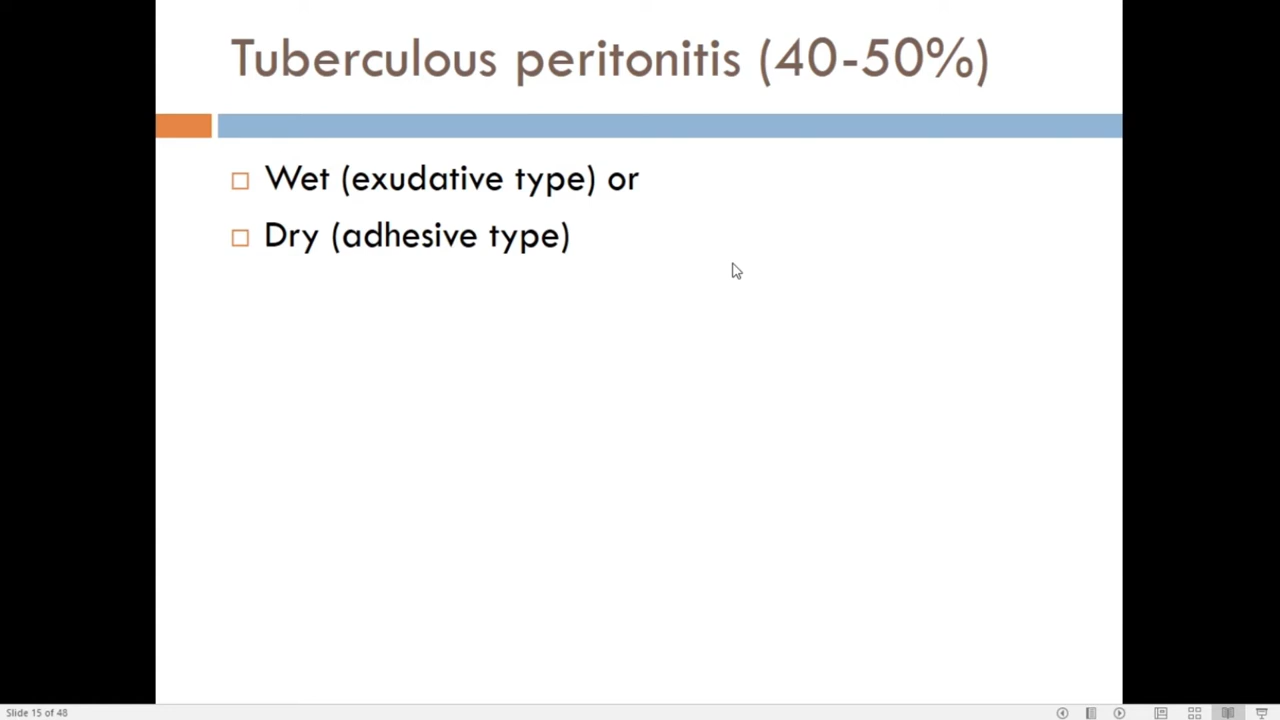 Tuberculous peritonitis (40-50%)
Wet (exudative type) or
Dry (adhesive type)
Slide 15 of 48